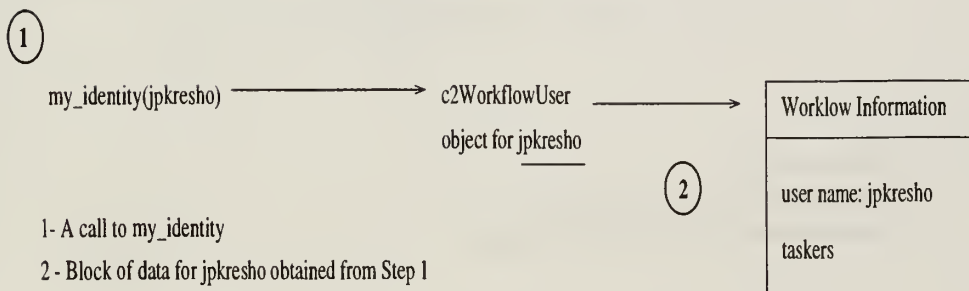 1
my_identity(jpkresho)
c2WorkflowUser
object for jpkresho
Worklow Information
2
user name: jpkresho
taskers
1- A call to my_identity
2 - Block of data for jpkresho obtained from Step 1